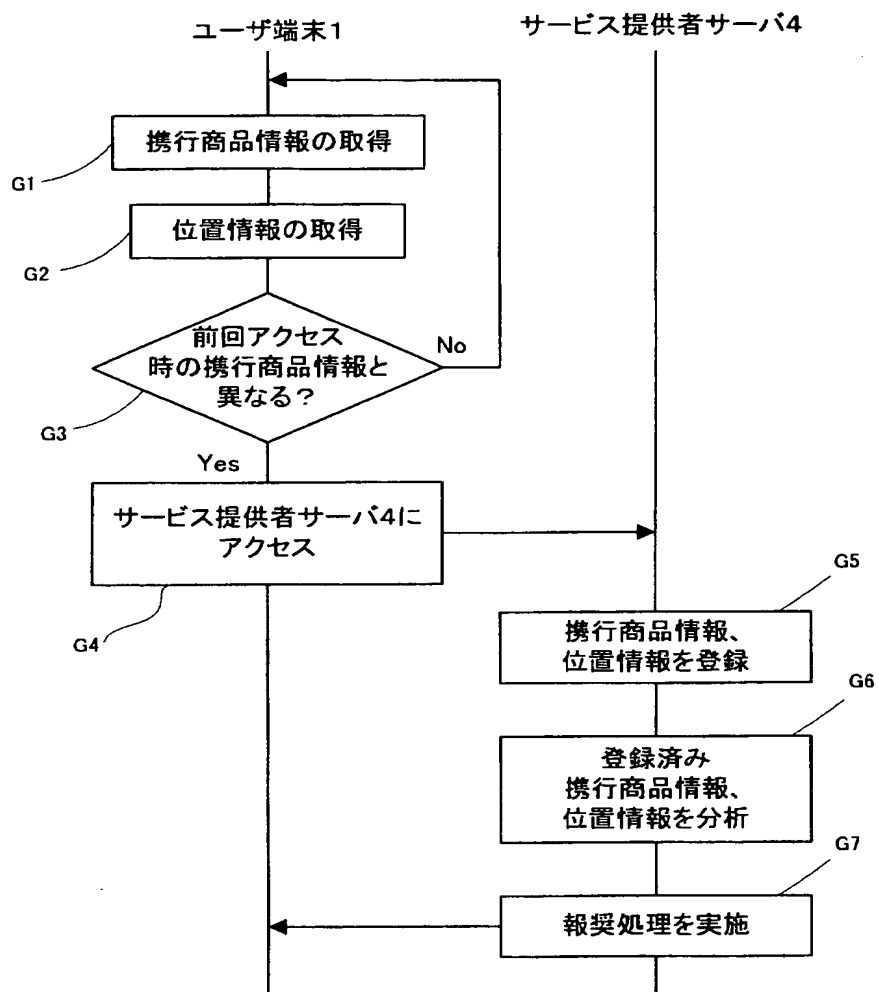 ユーザ端末1
サービス提供者サーバ4
携行商品情報の取得
G1
位置情報の取得
G2
前回アクセス
時の携行商品情報と
異なる?
No
G3
Yes
サービス提供者サーバ4に
アクセス
G4
G5
携行商品情報、
位置情報を登録
G6
登録済み
携行商品情報、
位置情報を分析
G7
報奨処理を実施